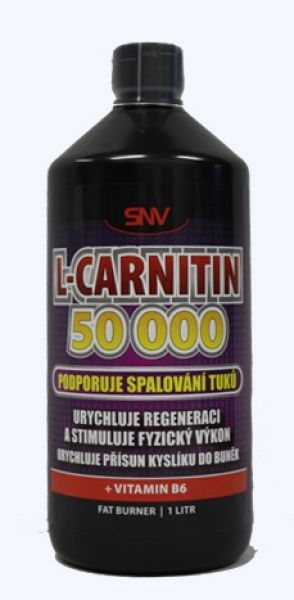 SNV
L-CARNITIN
50 000
PODPORUJE SPALOVÁNÍ TUKŮ
URYCHLUJE REGENERACI
A STIMULUJE FYZICKÝ VÝKON
URYCHLUJE PŘÍSUN KYSLÍKU DO BUNĚK
+ VITAMIN B6
FAT BURNER | 1 LITR